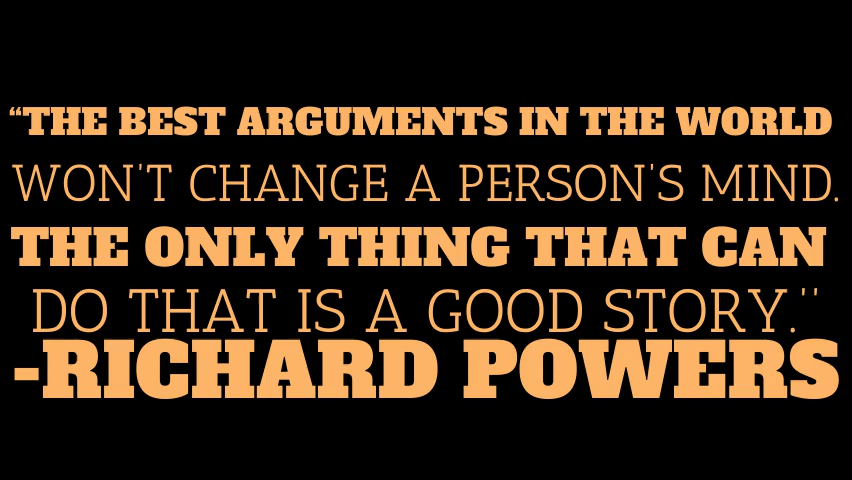 “THE BEST ARGUMENTS IN THE WORLD
WON'T CHANGE A PERSON'S MIND.
THE ONLY THING THAT CAN
DO THAT IS A GOOD STORY."
-RICHARD POWERS